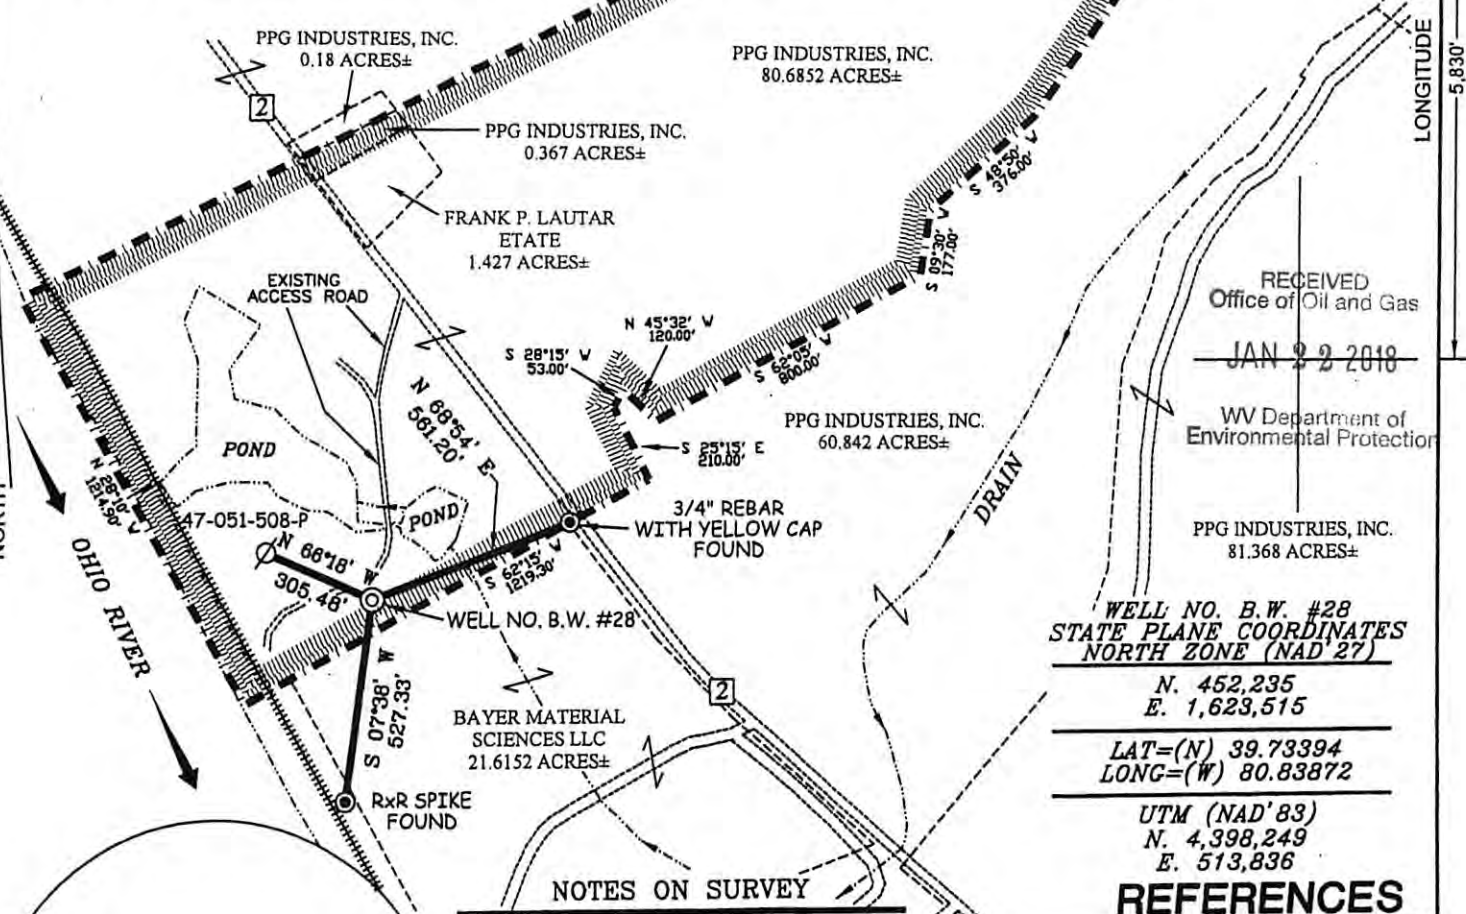 PPG INDUSTRIES, INC.
0.18 ACRES±
PPG INDUSTRIES, INC.
80.6852 ACRES±
LONGITUDE
5,830'
2
PPG INDUSTRIES, INC.
0.367 ACRES±
S 48°50' W
376.00'
FRANK P. LAUTAR
ETATE
1.427 ACRES±
S 09°30' W
177.00'
EXISTING
ACCESS ROAD
RECEIVED
Office of Oil and Gas
JAN 22 2018
WV Department of
Environmental Protection
N 45°32' W
120.00'
S 28°15' W
53.00'
S 62°05' W
800.00'
N 68°54' E
561.20'
PPG INDUSTRIES, INC.
60.842 ACRES±
S 25°15' E
210.00'
POND
N 28°10' W
1214.90'
NORTH
47-051-508-P
POND
3/4" REBAR
WITH YELLOW CAP
FOUND
DRAIN
PPG INDUSTRIES, INC.
81.368 ACRES±
N 66°18' W
305.48'
S 62°15' W
1219.30'
OHIO RIVER
WELL NO. B.W. #28
WELL NO. B.W. #28
STATE PLANE COORDINATES
NORTH ZONE (NAD'27)
N. 452,235
E. 1,623,515
LAT=(N) 39.73394
LONG=(W) 80.83872
UTM (NAD'83)
N. 4,398,249
E. 513,836
S 07°38' W
527.33'
2
BAYER MATERIAL
SCIENCES LLC
21.6152 ACRES±
RxR SPIKE
FOUND
NOTES ON SURVEY
REFERENCES